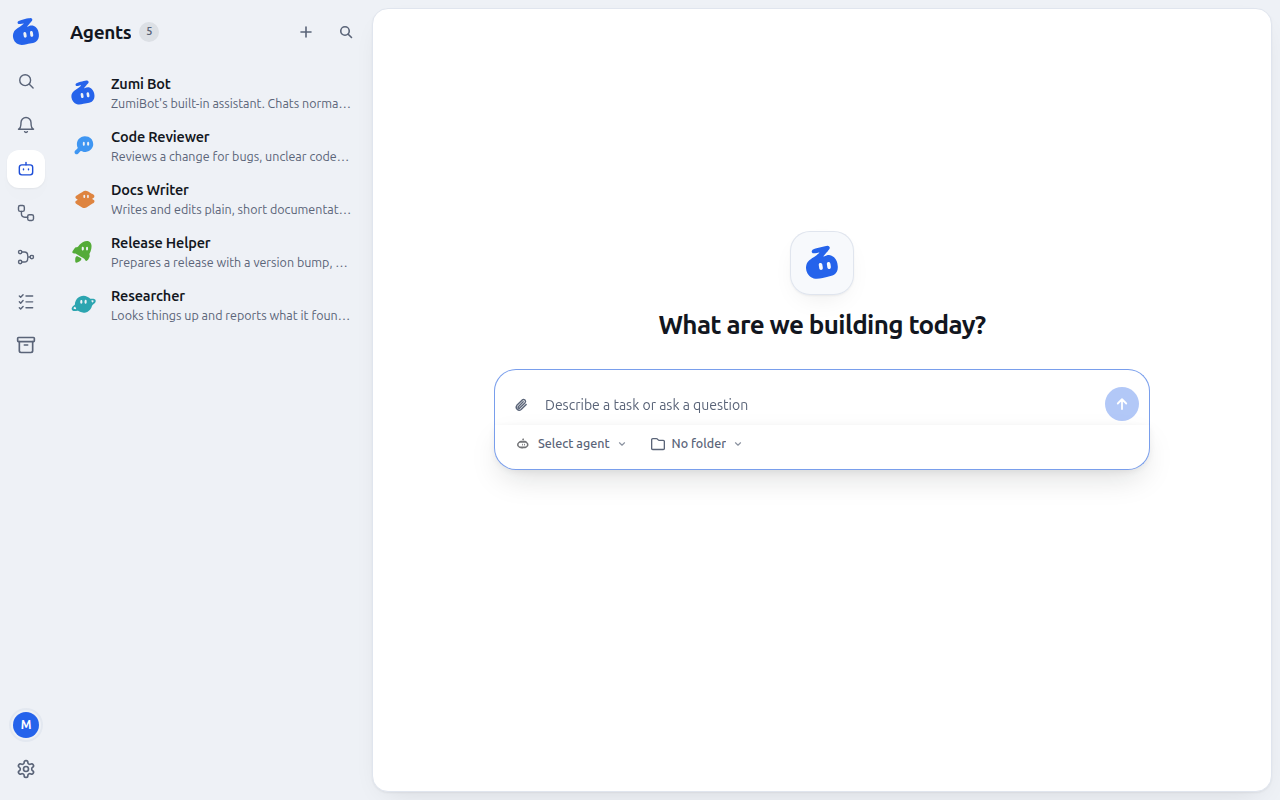 Agents 5
Zumi Bot
ZumiBot's built-in assistant. Chats norma…
Code Reviewer
Reviews a change for bugs, unclear code…
Docs Writer
Writes and edits plain, short documentat…
Release Helper
Prepares a release with a version bump, …
Researcher
Looks things up and reports what it foun…
M
What are we building today?
Describe a task or ask a question
Select agent No folder